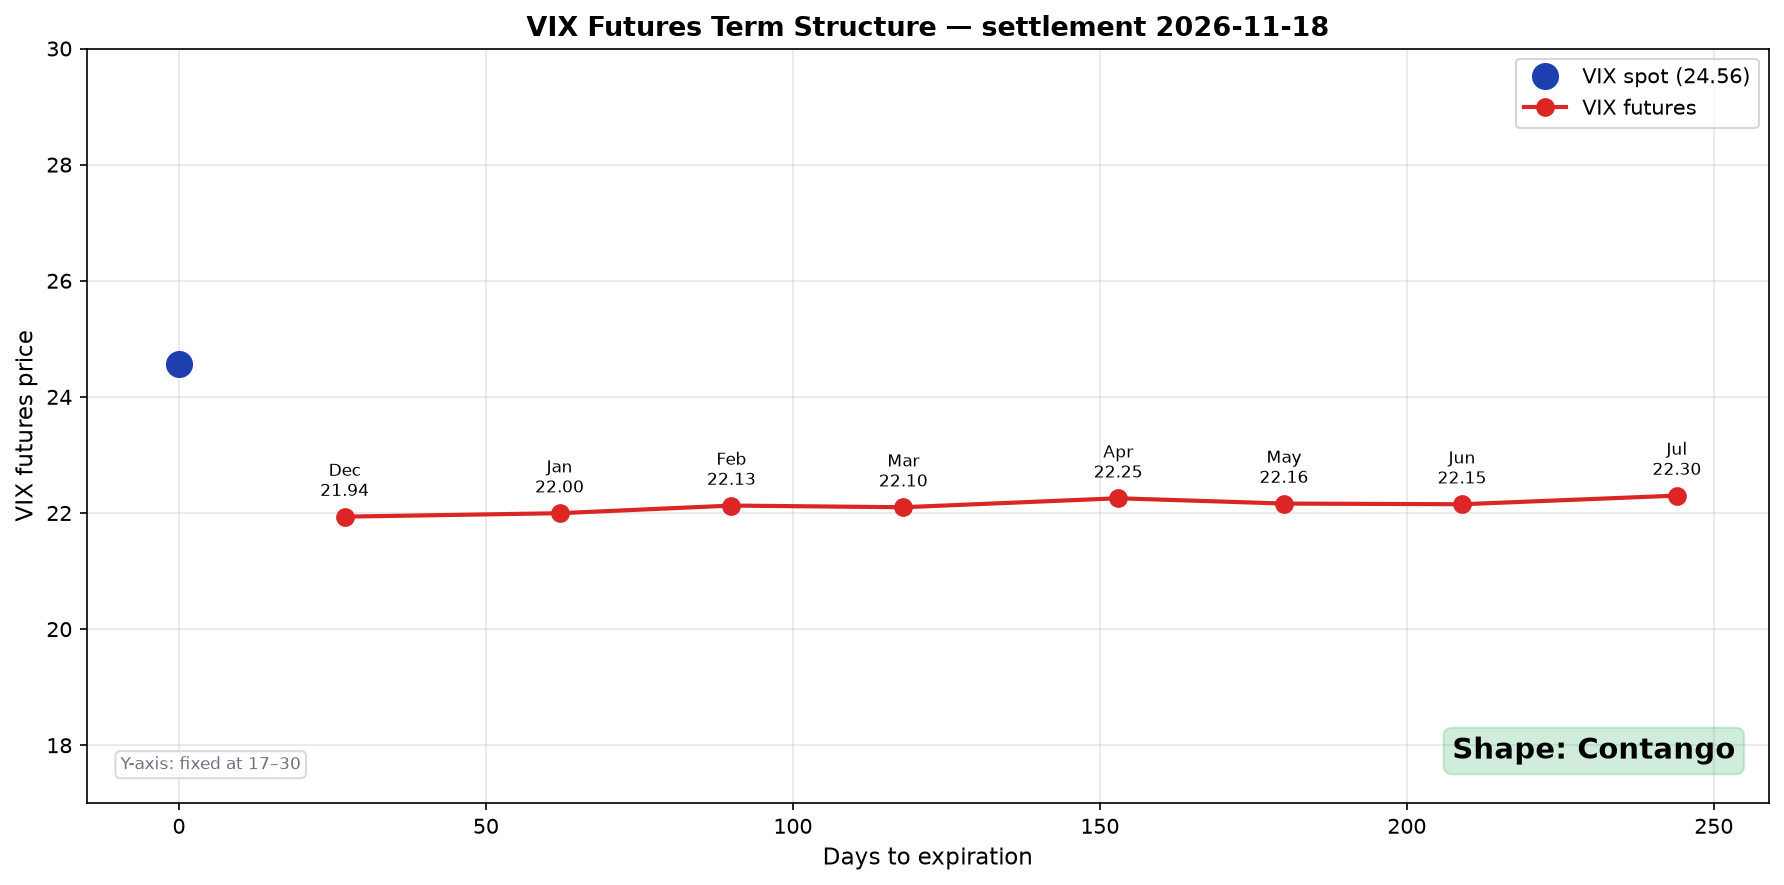 VIX Futures Term Structure — settlement 2026-11-18
VIX futures price
30
28
26
24
22
20
18
VIX spot (24.56)
VIX futures
Dec
21.94
Jan
22.00
Feb
22.13
Mar
22.10
Apr
22.25
May
22.16
Jun
22.15
Jul
22.30
Y-axis: fixed at 17–30
Shape: Contango
0
50
100
150
200
250
Days to expiration